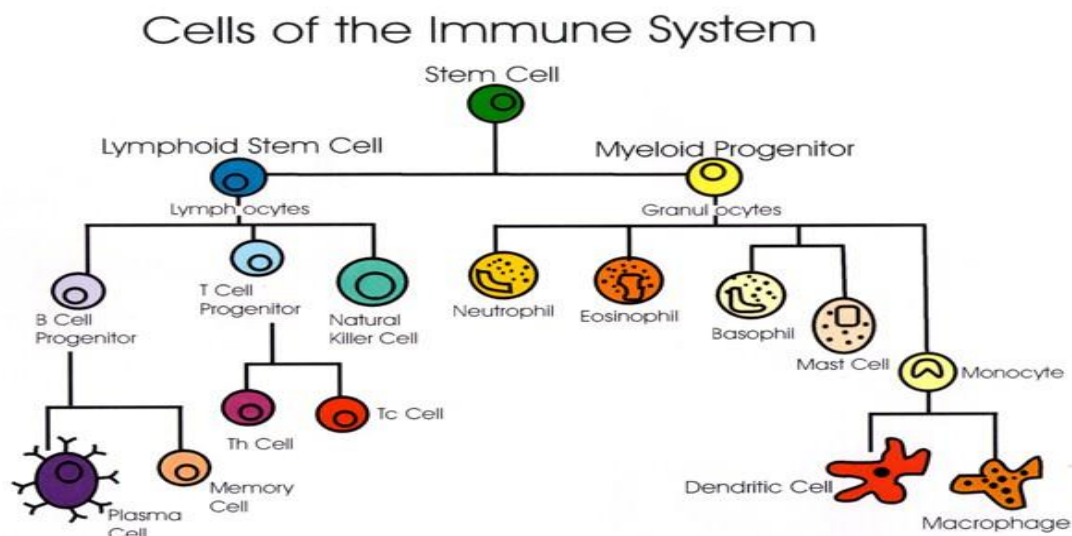 Cells of the Immune System
Stem Cell
Lymphoid Stem Cell
Myeloid Progenitor
Lymph ocytes
Granul ocytes
B Cell
Progenitor
T Cell
Progenitor
Natural
Killer Cell
Neutrophil
Eosinophil
Basophil
Mast Cell
Monocyte
Th Cell
Tc Cell
Plasma
Cell
Memory
Cell
Dendritic Cell
Macrophage